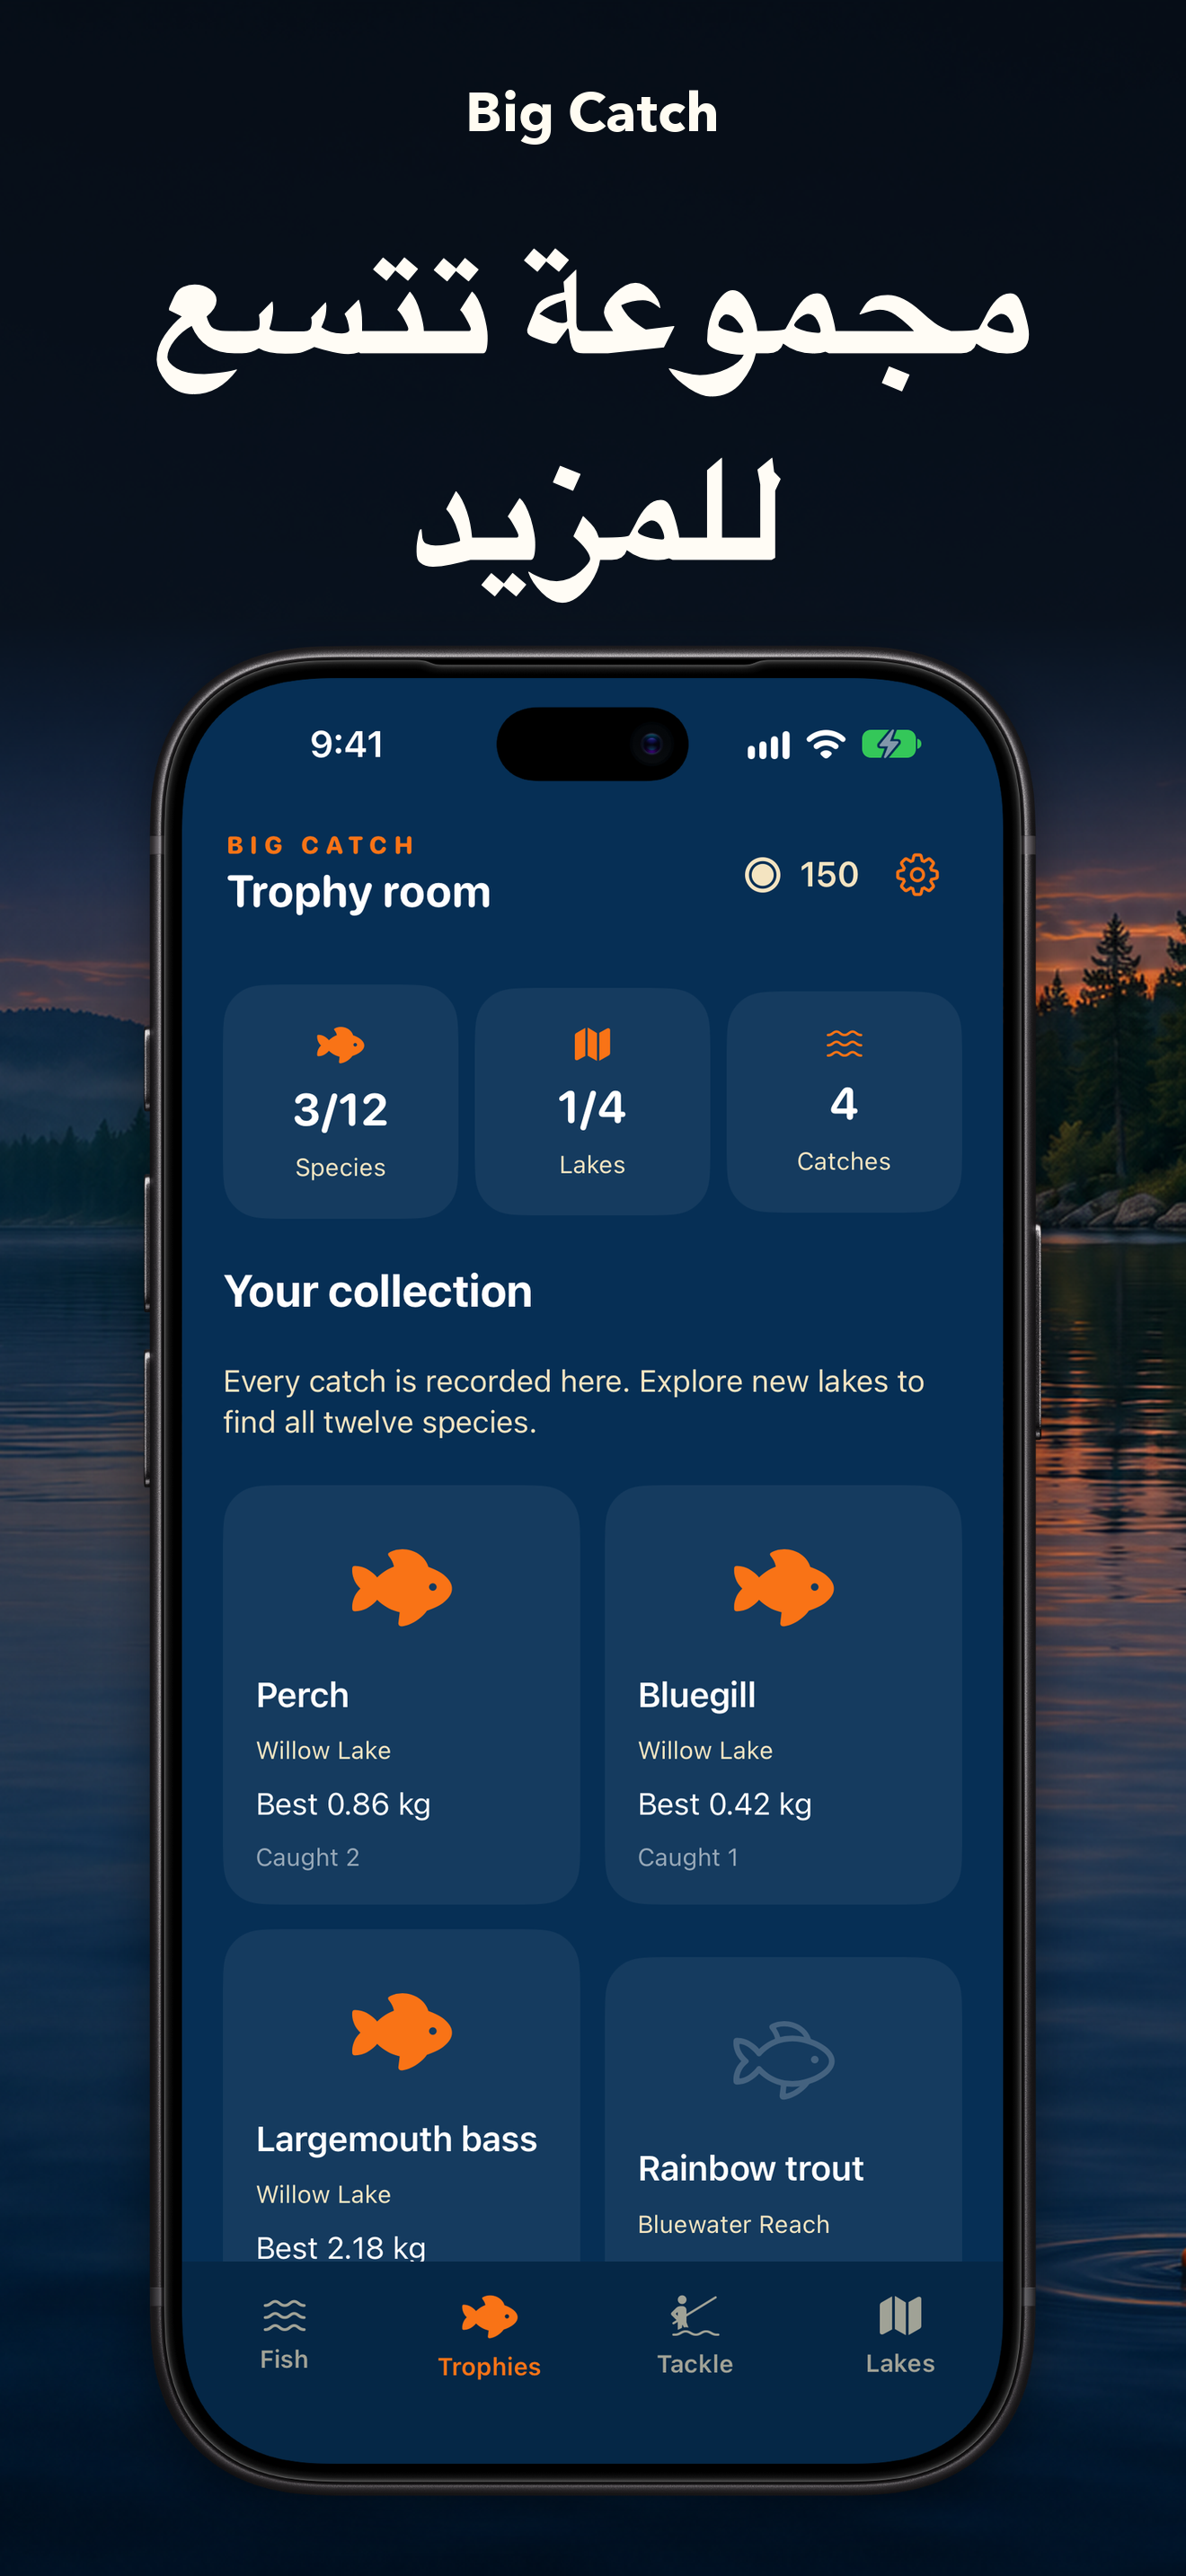 Big Catch
مجموعة تتسع
للمزيد
9:41
BIG CATCH
Trophy room
150
3/12
Species
1/4
Lakes
4
Catches
Your collection
Every catch is recorded here. Explore new lakes to
find all twelve species.
Perch
Willow Lake
Best 0.86 kg
Caught 2
Bluegill
Willow Lake
Best 0.42 kg
Caught 1
Largemouth bass
Willow Lake
Best 2.18 kg
Rainbow trout
Bluewater Reach
Fish
Trophies
Tackle
Lakes